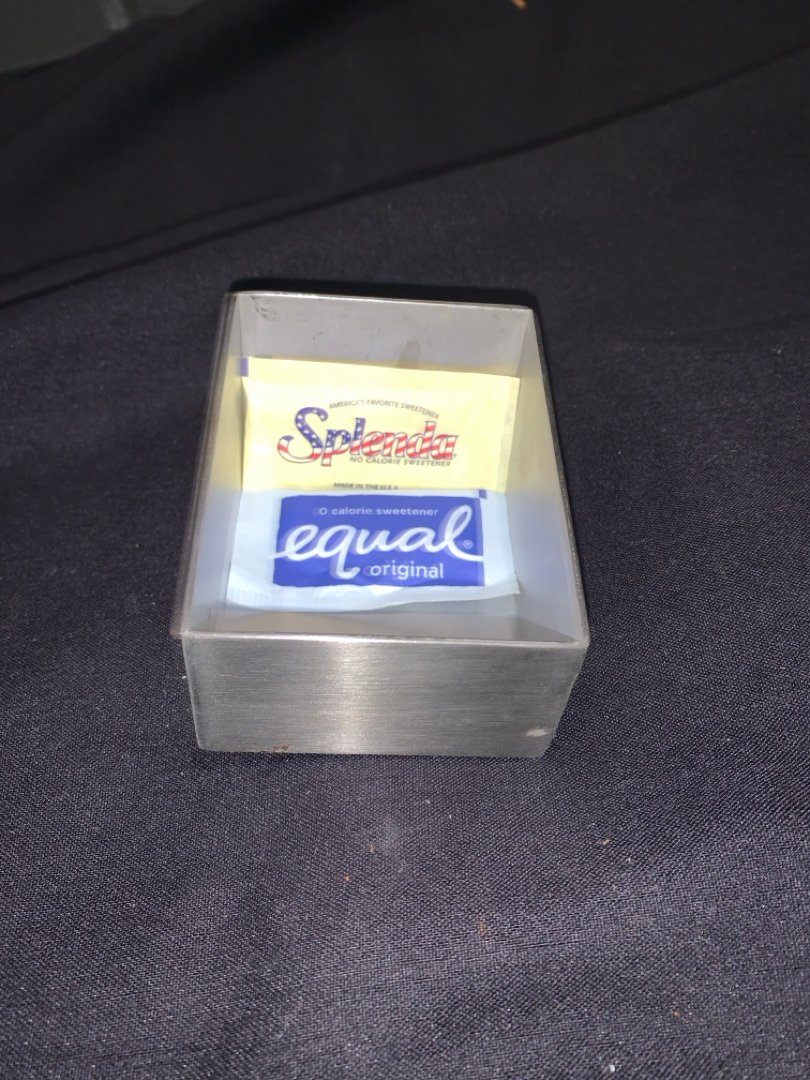 AMERICA'S FAVORITE SWEETENER
Splenda
NO CALORIE SWEETENER
MADE IN THE U.S.A.
0 calorie sweetener
equal®
original